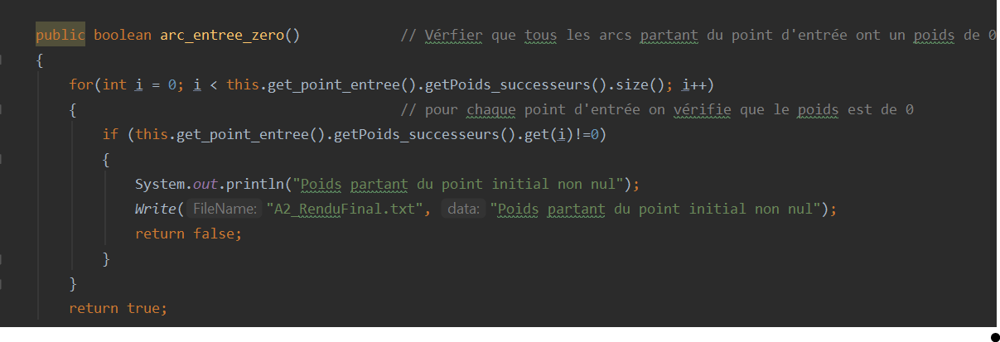 public boolean arc_entree_zero() // Vérfier que tous les arcs partant du point d'entrée ont un poids de 0
{
for(int i = 0; i < this.get_point_entree().getPoids_successeurs().size(); i++)
{ // pour chaque point d'entrée on vérifie que le poids est de 0
if (this.get_point_entree().getPoids_successeurs().get(i)!=0)
{
System.out.println("Poids partant du point initial non nul");
Write( FileName: "A2_RenduFinal.txt", data: "Poids partant du point initial non nul");
return false;
}
}
return true;